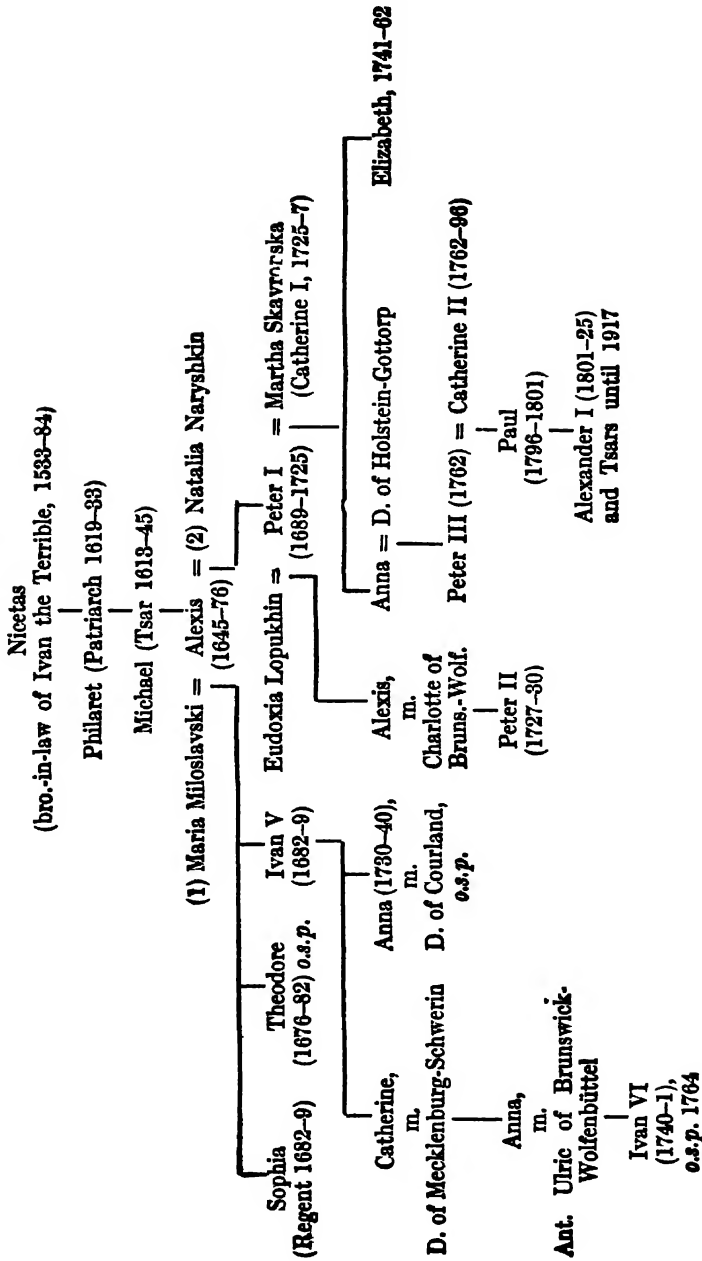 Nicetas
(bro.-in-law of Ivan the Terrible, 1533–84)
Philaret (Patriarch 1619–33)
Michael (Tsar 1613–45)
(1) Maria Miloslavski = Alexis = (2) Natalia Naryshkin
(1645–76)
Sophia
(Regent 1682–9)
Theodore
(1676–82) o.s.p.
Ivan V
(1682–9)
Eudoxia Lopukhin = Peter I = Martha Skavronska
(1689–1725) (Catherine I, 1725–7)
Catherine,
m.
D. of Mecklenburg-Schwerin
Anna (1730–40),
m.
D. of Courland,
o.s.p.
Alexis,
m.
Charlotte of
Bruns.-Wolf.
Anna = D. of Holstein-Gottorp
Elizabeth, 1741–62
Anna,
m.
Ant. Ulric of Brunswick-
Wolfenbüttel
Peter II
(1727–30)
Peter III (1762) = Catherine II (1762–96)
Ivan VI
(1740–1),
o.s.p. 1764
Paul
(1796–1801)
Alexander I (1801–25)
and Tsars until 1917